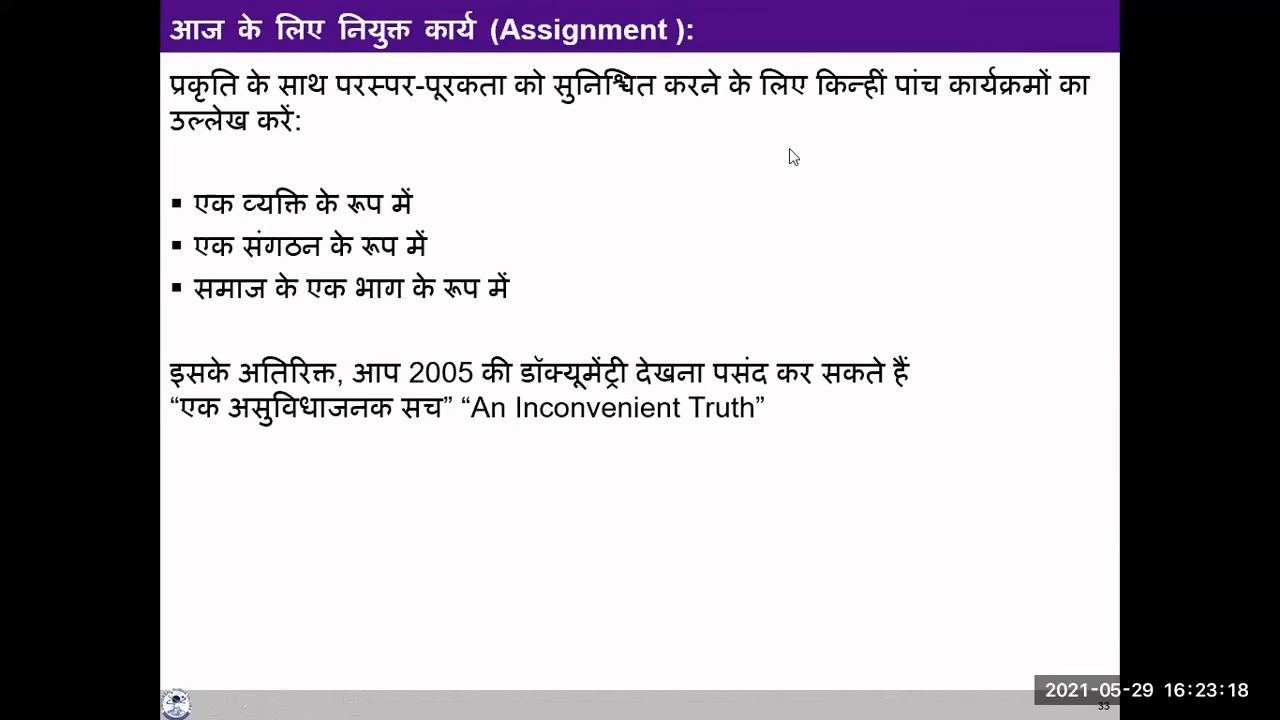 आज के लिए नियुक्त कार्य (Assignment ):
प्रकृति के साथ परस्पर-पूरकता को सुनिश्चित करने के लिए किन्हीं पांच कार्यक्रमों का
उल्लेख करें:
▪ एक व्यक्ति के रूप में
▪ एक संगठन के रूप में
▪ समाज के एक भाग के रूप में
इसके अतिरिक्त, आप 2005 की डॉक्यूमेंट्री देखना पसंद कर सकते हैं
“एक असुविधाजनक सच” “An Inconvenient Truth”
2021-05-29 16:23:18
33